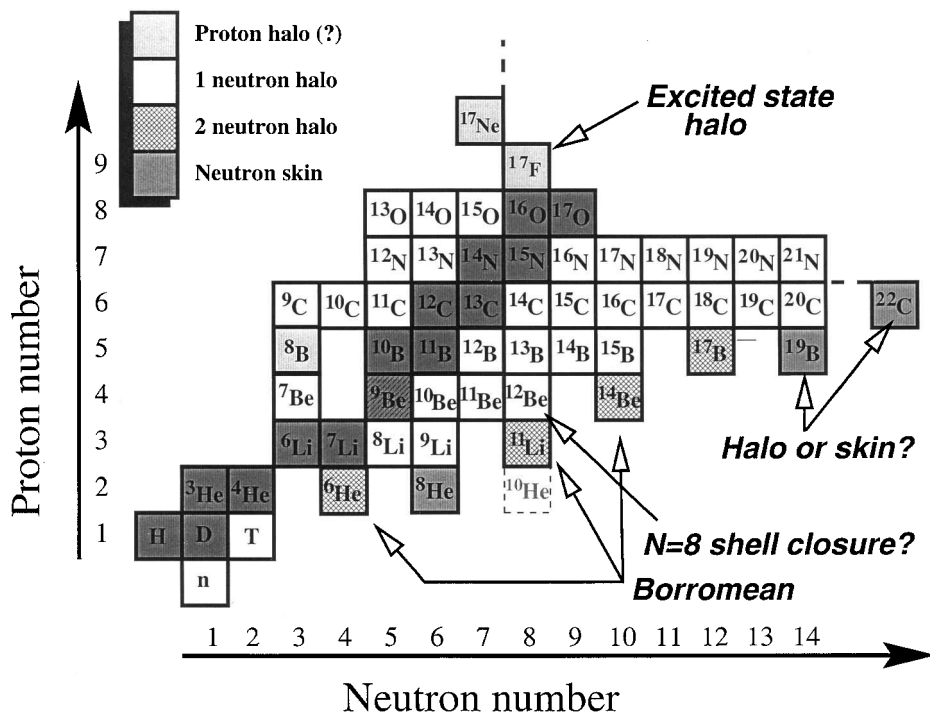 Proton halo (?)
1 neutron halo
2 neutron halo
Neutron skin
Excited state
halo
17Ne
9
17F
8
13O 14O 15O 16O 17O
7
12N 13N 14N 15N 16N 17N 18N 19N 20N 21N
6
9C 10C 11C 12C 13C 14C 15C 16C 17C 18C 19C 20C 22C
5
8B 10B 11B 12B 13B 14B 15B 17B 19B
4
7Be 9Be 10Be 11Be 12Be 14Be
3
6Li 7Li 8Li 9Li 11Li
Halo or skin?
2
3He 4He 6He 8He 10He
1
H D T
N=8 shell closure?
n
Borromean
Proton number
1 2 3 4 5 6 7 8 9 10 11 12 13 14
Neutron number